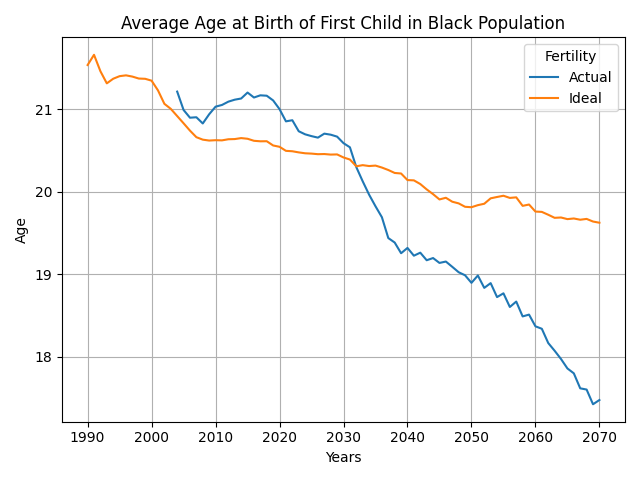 Average Age at Birth of First Child in Black Population
Fertility
Actual
Ideal
21
20
19
18
Age
1990 2000 2010 2020 2030 2040 2050 2060 2070
Years